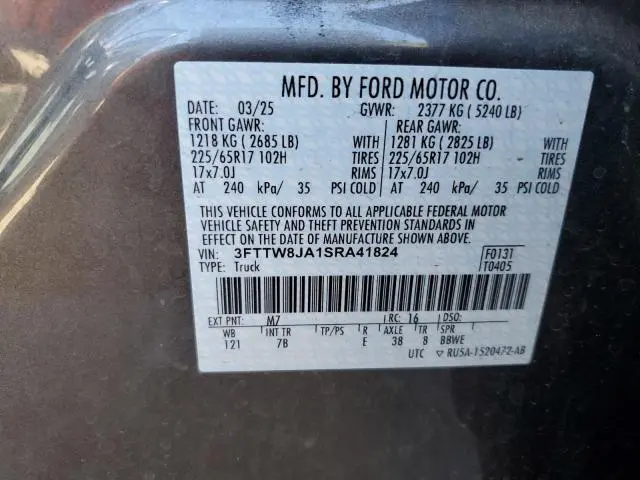 MFD. BY FORD MOTOR CO.
DATE: 03/25 GVWR: 2377 KG ( 5240 LB)
FRONT GAWR: REAR GAWR:
1218 KG ( 2685 LB) WITH 1281 KG ( 2825 LB) WITH
225/65R17 102H TIRES 225/65R17 102H TIRES
17x7.0J RIMS 17x7.0J RIMS
AT 240 kPa/ 35 PSI COLD AT 240 kPa/ 35 PSI COLD
THIS VEHICLE CONFORMS TO ALL APPLICABLE FEDERAL MOTOR
VEHICLE SAFETY AND THEFT PREVENTION STANDARDS IN
EFFECT ON THE DATE OF MANUFACTURE SHOWN ABOVE.
VIN: 3FTTW8JA1SRA41824 F0131
TYPE: Truck T0405
EXT PNT: M7 RC: 16 DSO:
WB INT TR TP/PS R AXLE TR SPR
121 7B E 38 8 BBWE
UTC ▽ RU5A-1520472-AB